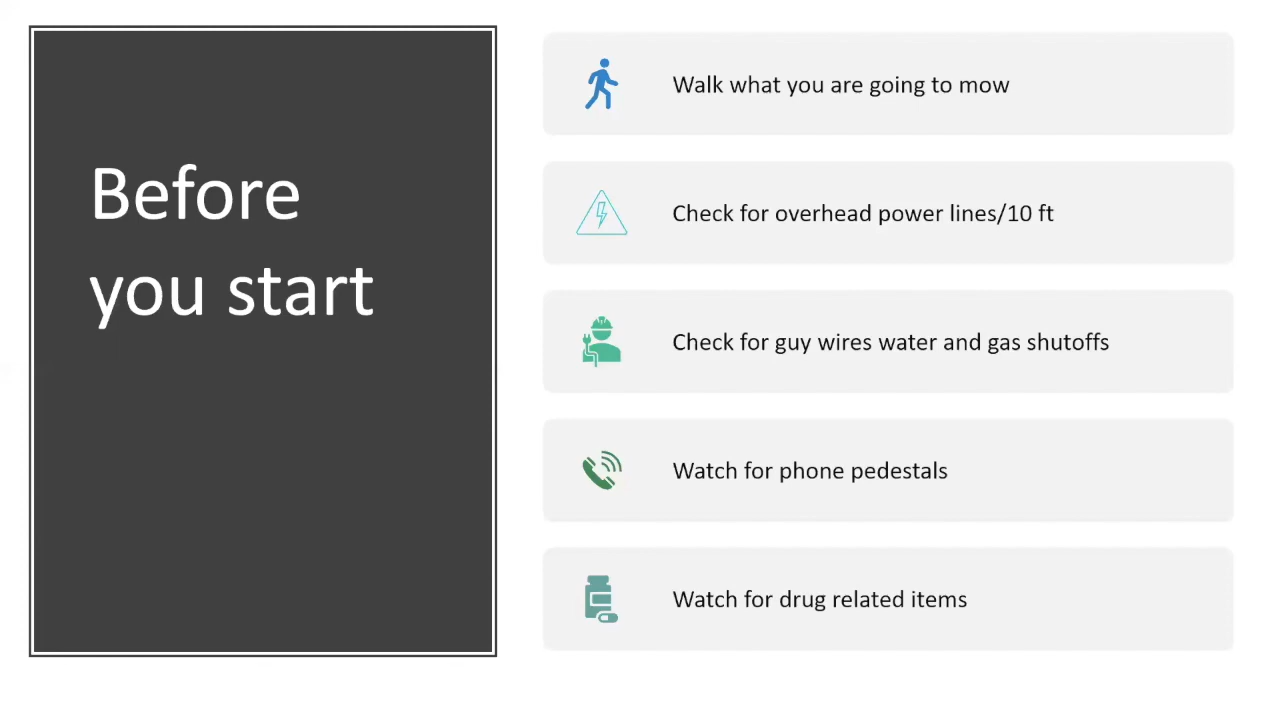 Before
you start
Walk what you are going to mow
Check for overhead power lines/10 ft
Check for guy wires water and gas shutoffs
Watch for phone pedestals
Watch for drug related items